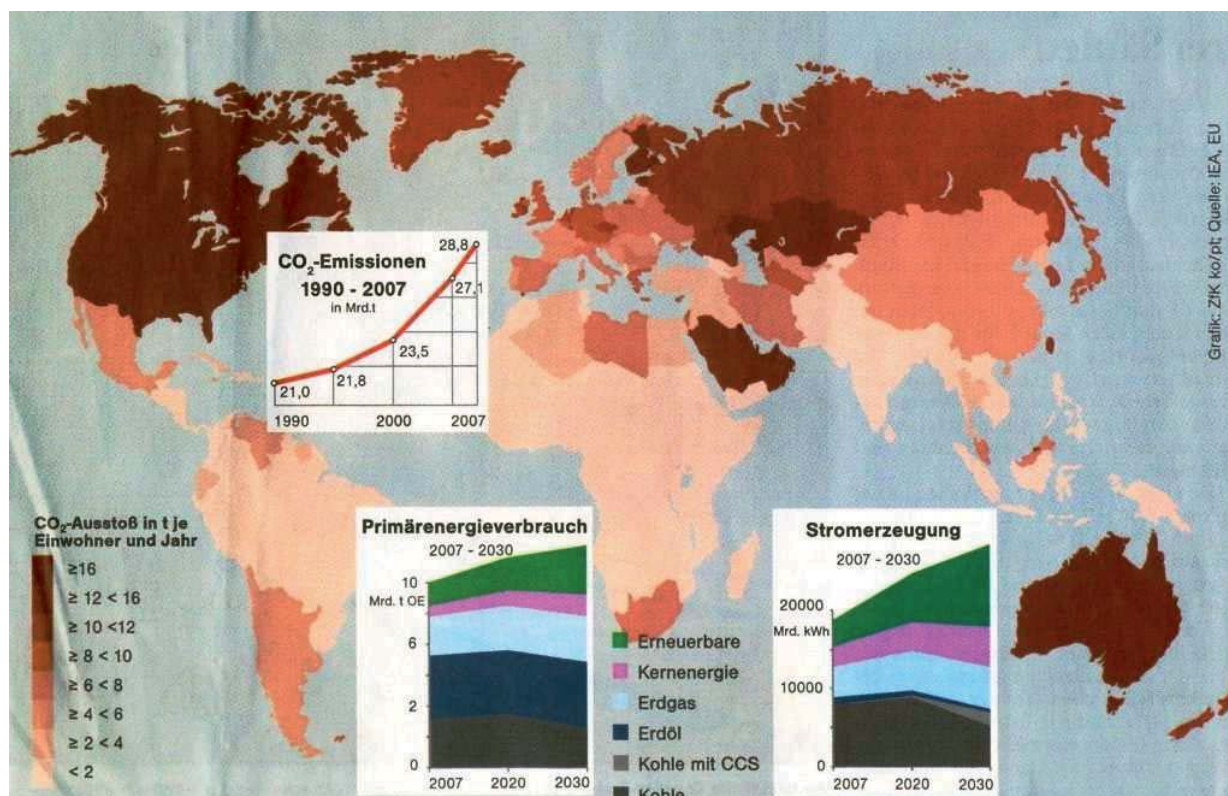 CO₂-Emissionen
1990 - 2007
in Mrd.t
28,8
27,1
23,5
21,8
21,0
1990
2000
2007
Grafik: ZfK ko/pt; Quelle: IEA, EU
CO₂-Ausstoß in t je
Einwohner und Jahr
≥16
≥ 12 < 16
≥ 10 <12
≥ 8 < 10
≥ 6 < 8
≥ 4 < 6
≥ 2 < 4
< 2
Primärenergieverbrauch
2007 - 2030
10
Mrd. t OE
6
2
0
2007
2020
2030
Erneuerbare
Kernenergie
Erdgas
Erdöl
Kohle mit CCS
Kohle
Stromerzeugung
2007 - 2030
20000
Mrd. kWh
10000
0
2007
2020
2030